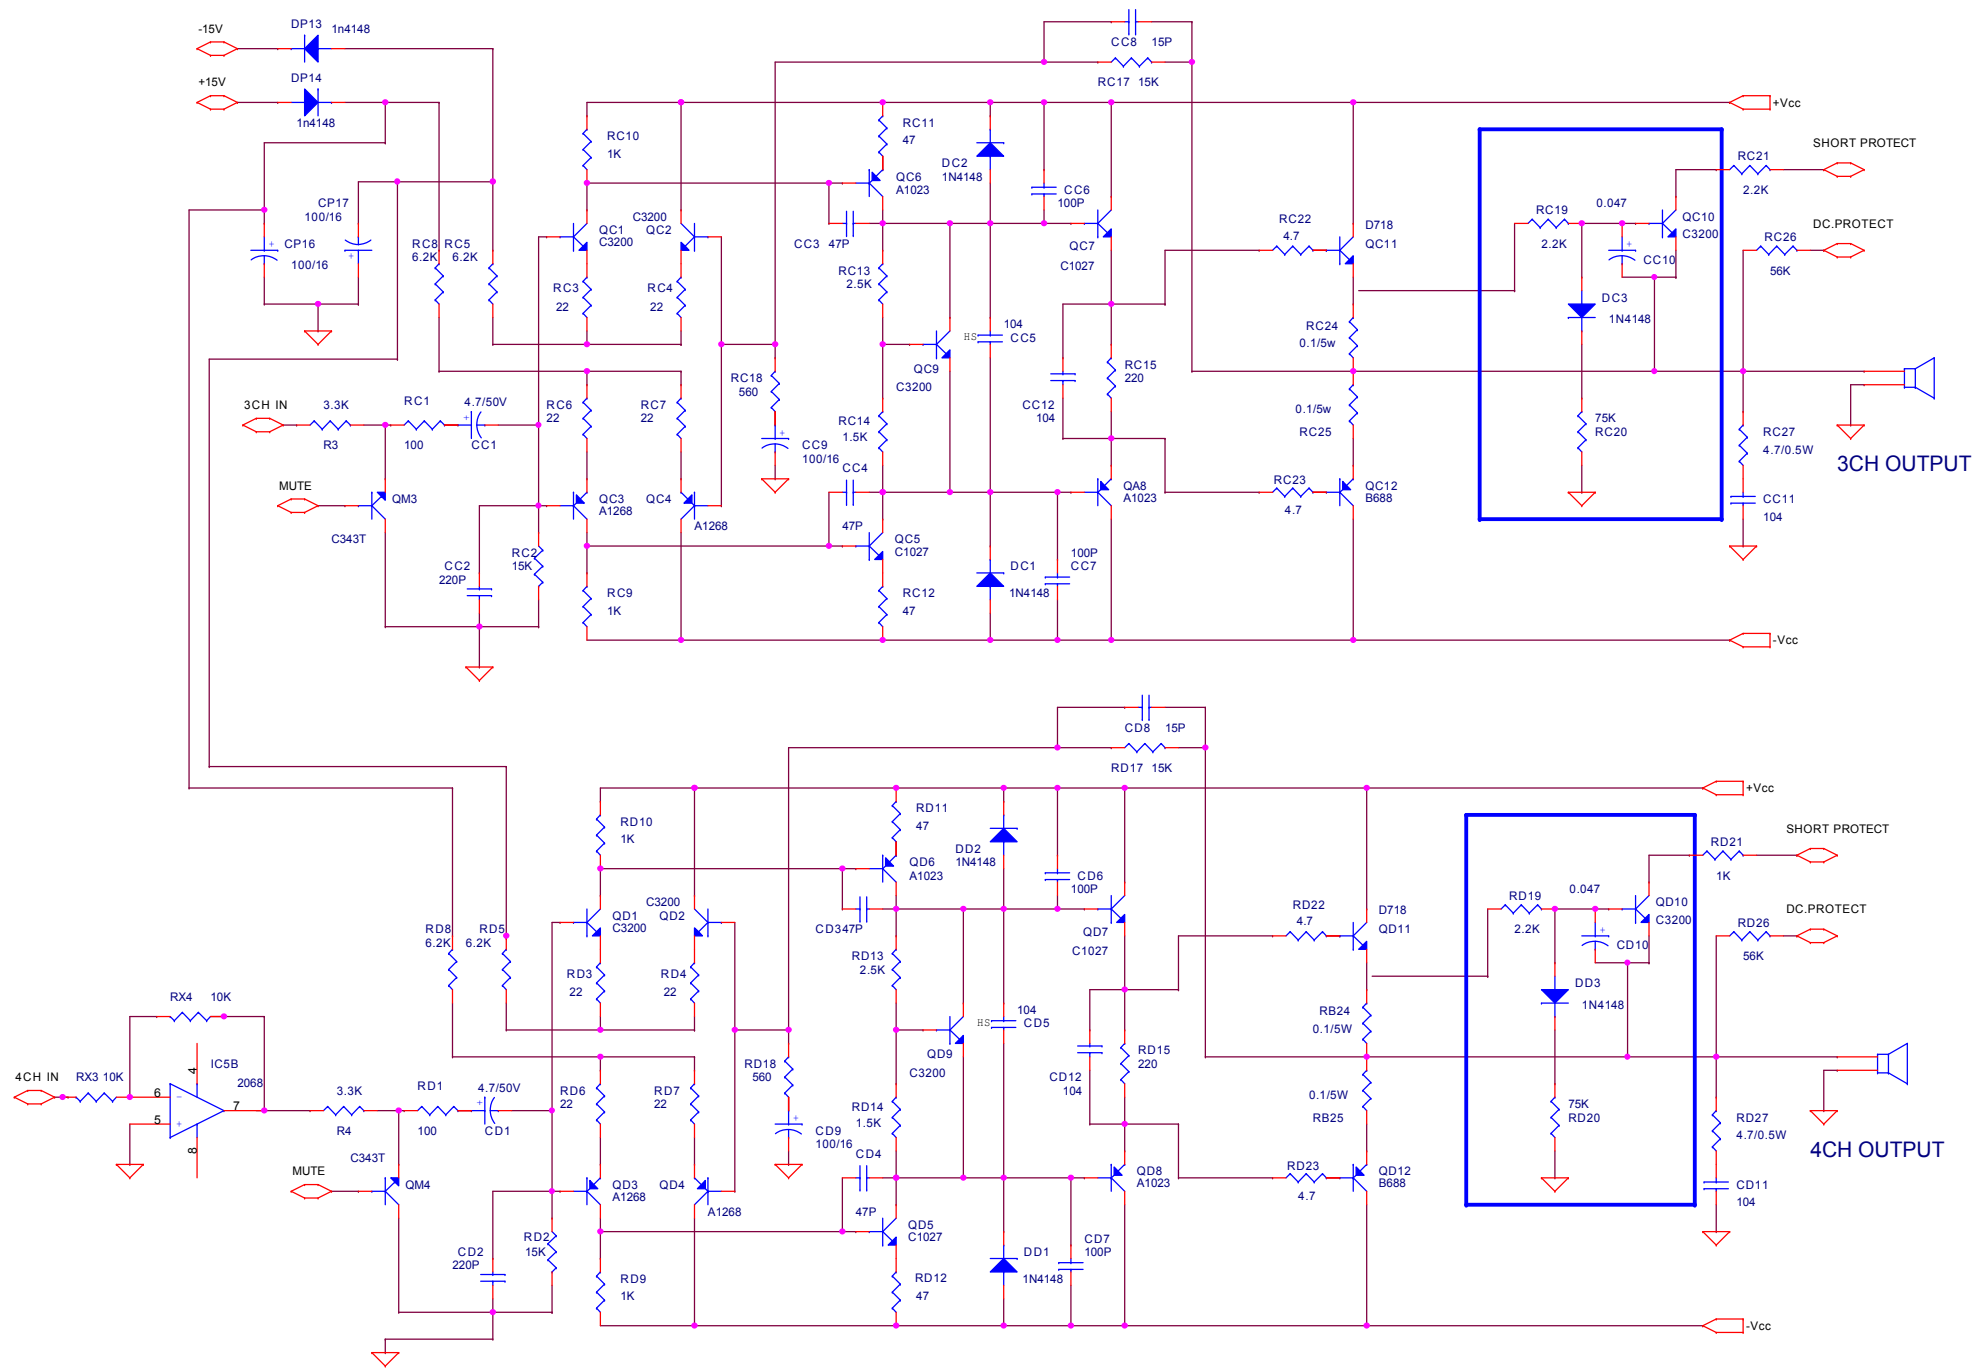 -15V
DP13
1n4148
+15V
DP14
1n4148
CC8 15P
RC17 15K
+Vcc
RC10
1K
RC11
47
DC2
1N4148
QC6
A1023
CC6
100P
CP17
100/16
CP16
100/16
RC8
6.2K
RC5
6.2K
QC1
C3200
C3200
QC2
CC3
47P
QC7
C1027
RC22
4.7
D718
QC11
RC19
2.2K
0.047
QC10
C3200
CC10
RC21
2.2K
SHORT PROTECT
DC.PROTECT
RC26
56K
RC3
22
RC4
22
RC13
2.5K
HS
104
CC5
DC3
1N4148
RC24
0.1/5w
QC9
C3200
RC15
220
CC12
104
RC18
560
RC6
22
RC7
22
RC14
1.5K
0.1/5w
RC25
75K
RC20
RC27
4.7/0.5W
3CH OUTPUT
3CH IN
3.3K
R3
RC1
100
4.7/50V
CC1
CC9
100/16
CC4
47P
MUTE
QM3
C343T
QC3
A1268
QC4
A1268
QA8
A1023
RC23
4.7
QC12
B688
CC11
104
CC2
220P
RC2
15K
QC5
C1027
DC1
1N4148
100P
CC7
RC9
1K
RC12
47
-Vcc
CD8 15P
RD17 15K
+Vcc
RD10
1K
RD11
47
DD2
1N4148
QD6
A1023
CD6
100P
RD21
1K
SHORT PROTECT
RD8
6.2K
RD5
6.2K
QD1
C3200
C3200
QD2
CD347P
QD7
C1027
RD22
4.7
D718
QD11
RD19
2.2K
0.047
QD10
C3200
CD10
DC.PROTECT
RD26
56K
RD3
22
RD4
22
RD13
2.5K
HS
104
CD5
DD3
1N4148
RB24
0.1/5W
QD9
C3200
RD15
220
CD12
104
RX4 10K
IC5B
2068
4
6
5
7
8
-
+
4CH IN
RX3 10K
3.3K
R4
RD1
100
4.7/50V
CD1
RD6
22
RD7
22
RD18
560
CD9
100/16
RD14
1.5K
CD4
47P
0.1/5W
RB25
75K
RD20
RD27
4.7/0.5W
4CH OUTPUT
C343T
MUTE
QM4
QD3
A1268
QD4
A1268
QD8
A1023
RD23
4.7
QD12
B688
CD11
104
CD2
220P
RD2
15K
QD5
C1027
DD1
1N4148
CD7
100P
RD9
1K
RD12
47
-Vcc